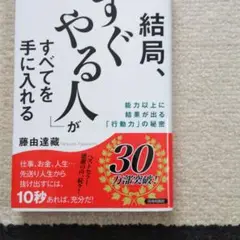 結局、
すぐ
やる人」が
すべてを
手に入れる
能力以上に
結果が出る
「行動力」の秘密
藤由達藏
仕事、お金、人生…
先送り人生から
抜け出すには、
10秒あれば、充分だ!
30
万部突破!